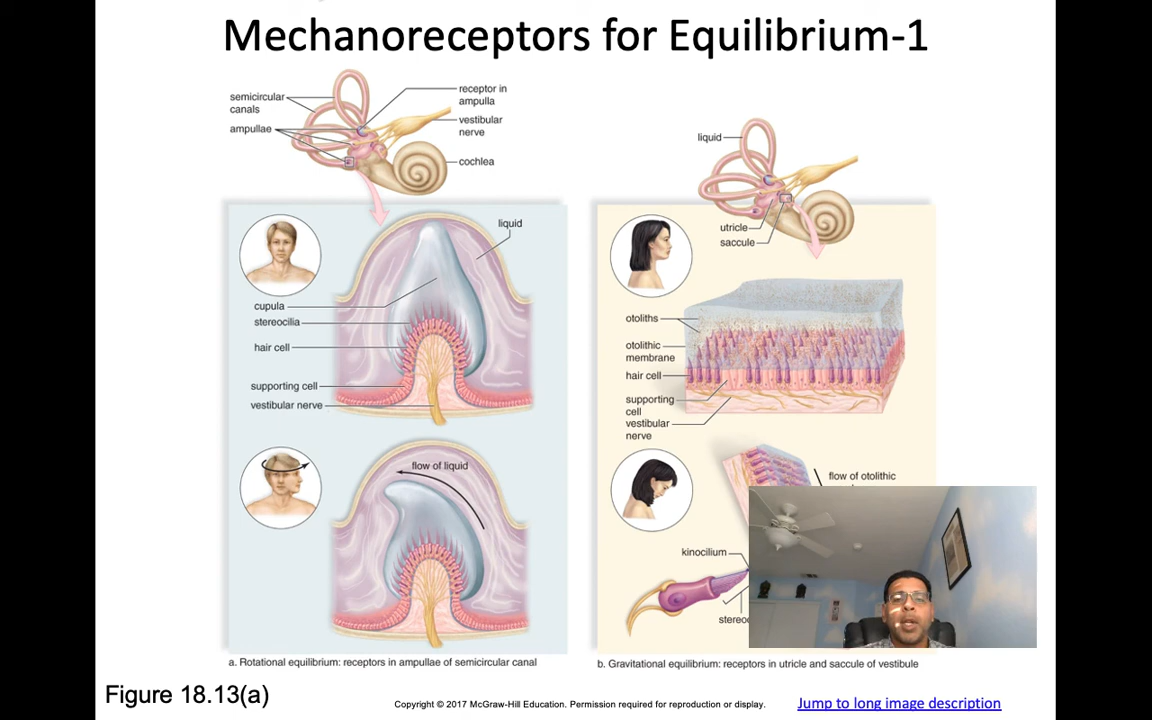 Mechanoreceptors for Equilibrium-1
semicircular
canals
ampullae
receptor in
ampulla
vestibular
nerve
cochlea
liquid
cupula
stereocilia
hair cell
supporting cell
vestibular nerve
flow of liquid
a. Rotational equilibrium: receptors in ampullae of semicircular canal
liquid
utricle
saccule
otoliths
otolithic
membrane
hair cell
supporting
cell
vestibular
nerve
flow of otolithic
kinocilium
stereoc
b. Gravitational equilibrium: receptors in utricle and saccule of vestibule
Figure 18.13(a)
Copyright © 2017 McGraw-Hill Education. Permission required for reproduction or display.
Jump to long image description